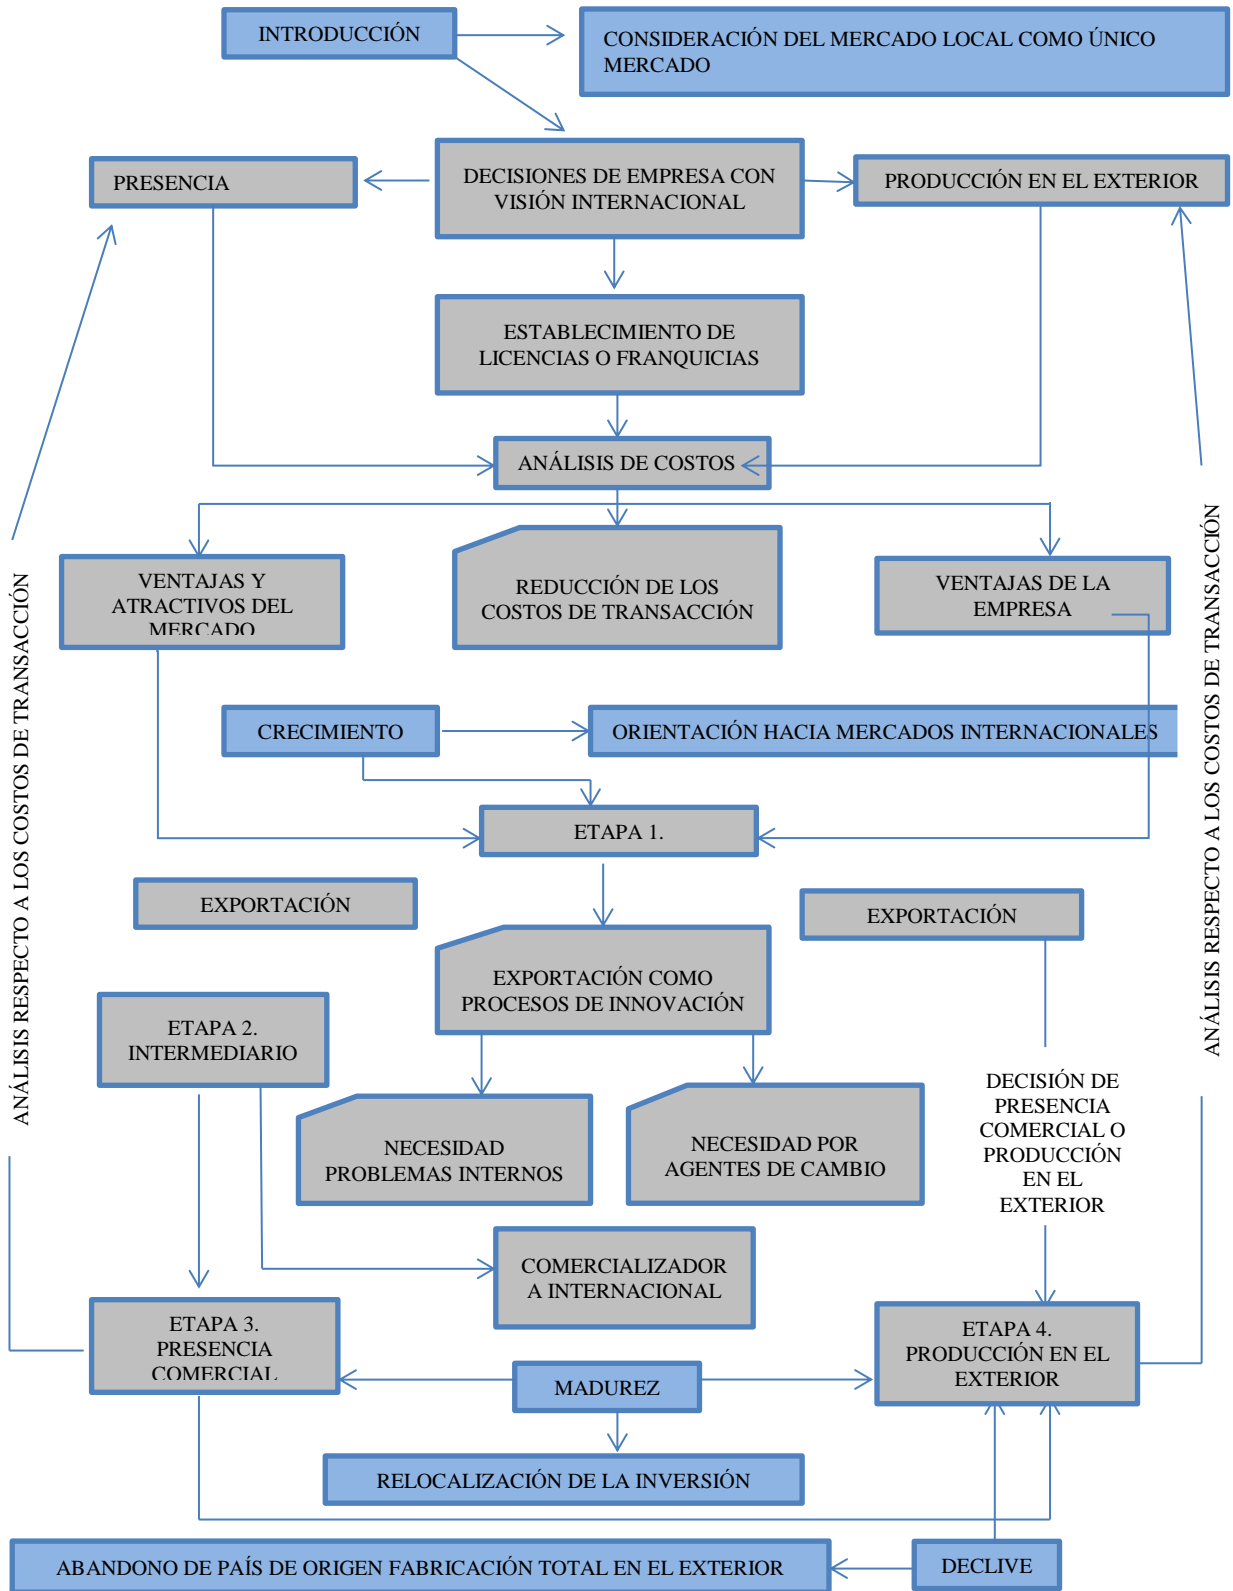 INTRODUCCIÓN
CONSIDERACIÓN DEL MERCADO LOCAL COMO ÚNICO
MERCADO
PRESENCIA
DECISIONES DE EMPRESA CON
VISIÓN INTERNACIONAL
PRODUCCIÓN EN EL EXTERIOR
ESTABLECIMIENTO DE
LICENCIAS O FRANQUICIAS
ANÁLISIS DE COSTOS
VENTAJAS Y
ATRACTIVOS DEL
MERCADO
REDUCCIÓN DE LOS
COSTOS DE TRANSACCIÓN
VENTAJAS DE LA
EMPRESA
ANÁLISIS RESPECTO A LOS COSTOS DE TRANSACCIÓN
ANÁLISIS RESPECTO A LOS COSTOS DE TRANSACCIÓN
CRECIMIENTO
ORIENTACIÓN HACIA MERCADOS INTERNACIONALES
ETAPA 1.
EXPORTACIÓN
EXPORTACIÓN
EXPORTACIÓN COMO
PROCESOS DE INNOVACIÓN
ETAPA 2.
INTERMEDIARIO
NECESIDAD
PROBLEMAS INTERNOS
NECESIDAD POR
AGENTES DE CAMBIO
DECISIÓN DE
PRESENCIA
COMERCIAL O
PRODUCCIÓN
EN EL
EXTERIOR
COMERCIALIZADOR
A INTERNACIONAL
ETAPA 3.
PRESENCIA
COMERCIAL
ETAPA 4.
PRODUCCIÓN EN EL
EXTERIOR
MADUREZ
RELOCALIZACIÓN DE LA INVERSIÓN
ABANDONO DE PAÍS DE ORIGEN FABRICACIÓN TOTAL EN EL EXTERIOR
DECLIVE